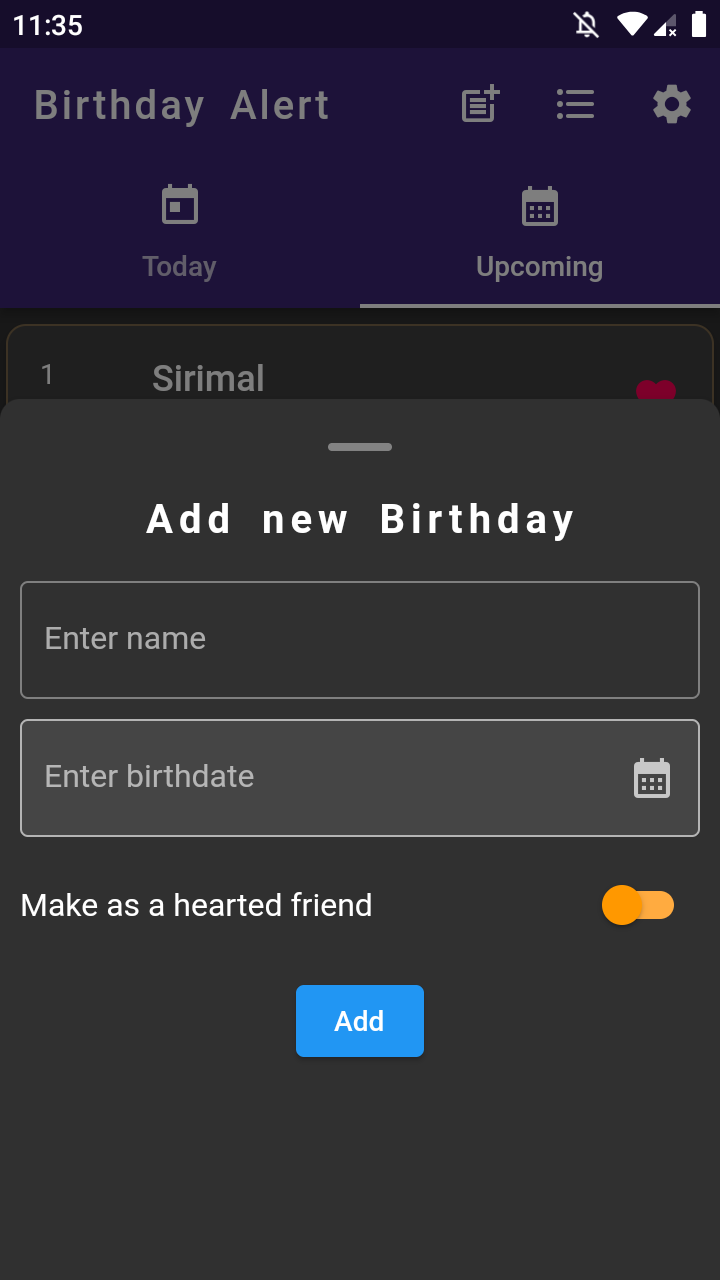 11:35
Birthday Alert
Today
Upcoming
1
Sirimal
Add new Birthday
Enter name
Enter birthdate
Make as a hearted friend
Add